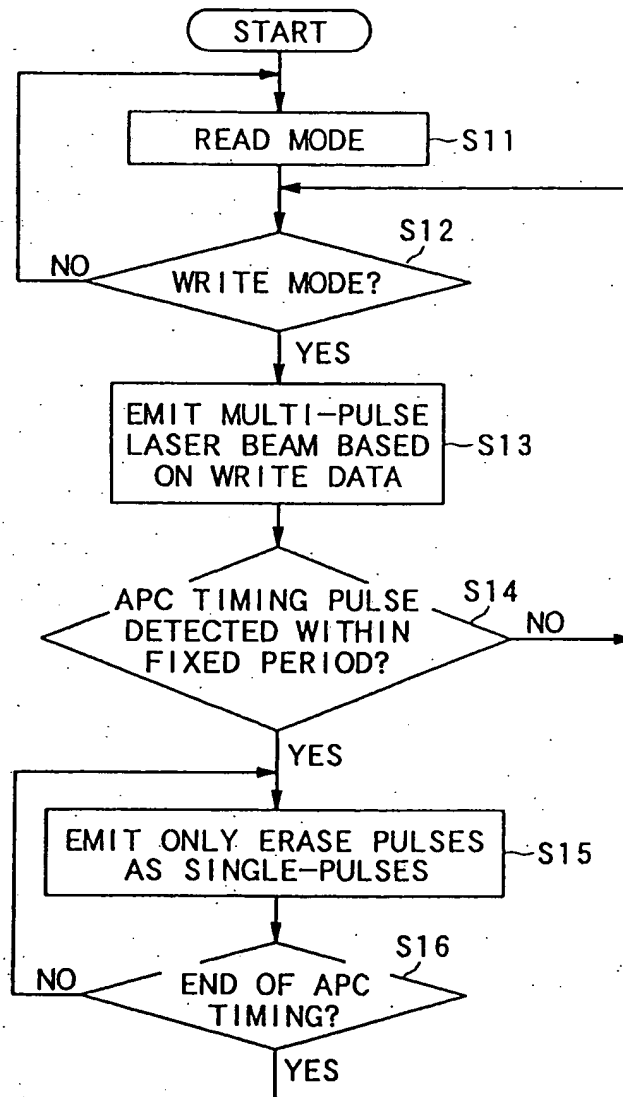 START
READ MODE
S11
S12
NO
WRITE MODE?
YES
EMIT MULTI-PULSE
LASER BEAM BASED
ON WRITE DATA
S13
S14
APC TIMING PULSE
DETECTED WITHIN
FIXED PERIOD?
NO
YES
EMIT ONLY ERASE PULSES
AS SINGLE-PULSES
S15
S16
NO
END OF APC
TIMING?
YES